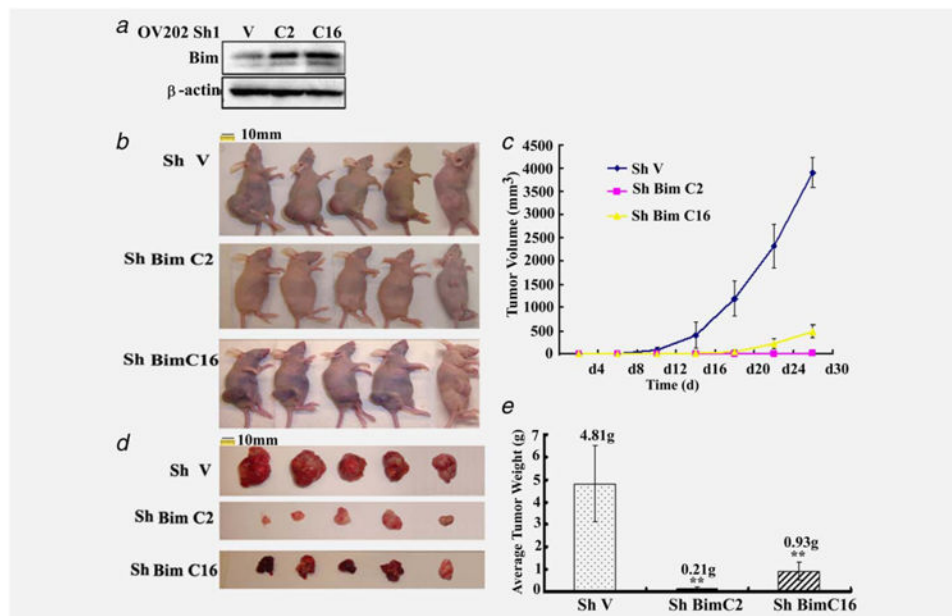 a
OV202 Sh1 V C2 C16
Bim
β-actin
b
10mm
Sh V
Sh Bim C2
Sh BimC16
c
Tumor Volume (mm3)
4500
4000
3500
3000
2500
2000
1500
1000
500
0
Sh V
Sh Bim C2
Sh Bim C16
d4 d8 d12 d16 d20 d24 d30
Time (d)
d
10mm
Sh V
Sh Bim C2
Sh Bim C16
e
Average Tumor Weight (g)
7
6
5
4
3
2
1
0
4.81g
0.21g
**
0.93g
**
Sh V Sh BimC2 Sh BimC16